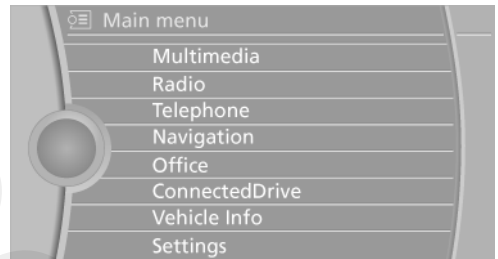 Main menu
Multimedia
Radio
Telephone
Navigation
Office
ConnectedDrive
Vehicle Info
Settings